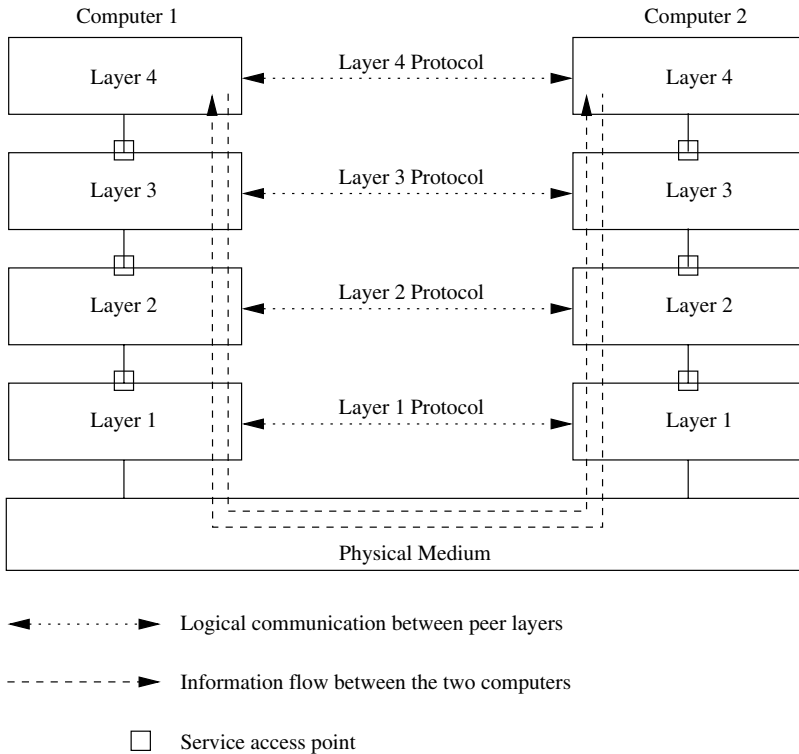 Computer 1
Computer 2
Layer 4
Layer 4 Protocol
Layer 4
Layer 3
Layer 3 Protocol
Layer 3
Layer 2
Layer 2 Protocol
Layer 2
Layer 1
Layer 1 Protocol
Layer 1
Physical Medium
Logical communication between peer layers
Information flow between the two computers
Service access point